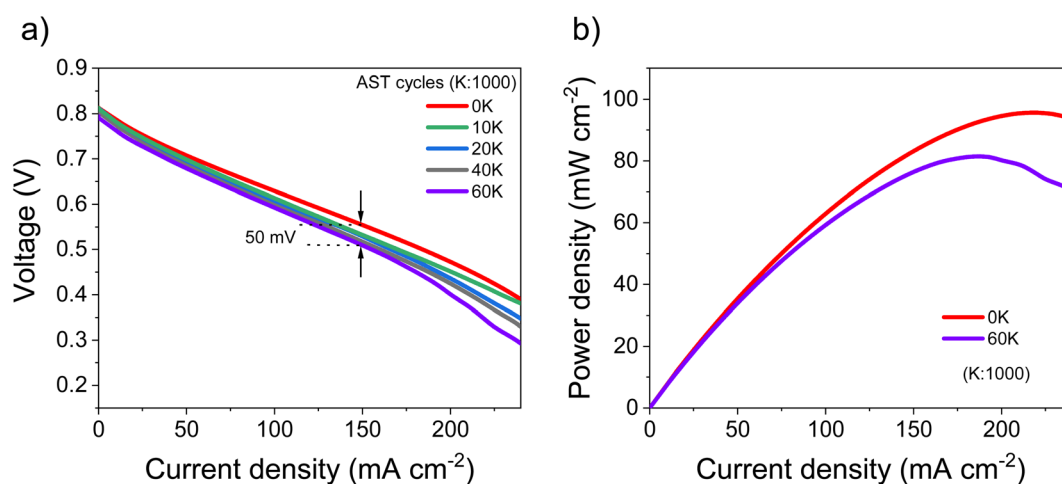 a)
Voltage (V)
0.9
0.8
0.7
0.6
0.5
0.4
0.3
0.2
AST cycles (K:1000)
0K
10K
20K
40K
60K
50 mV
0
50
100
150
200
Current density (mA cm-2)
b)
Power density (mW cm-2)
100
80
60
40
20
0
0K
60K
(K:1000)
0
50
100
150
200
Current density (mA cm-2)